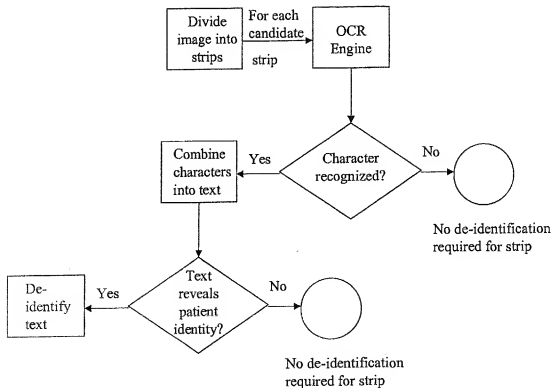 Divide
image into
strips
For each
candidate
strip
OCR
Engine
Combine
characters
into text
Yes
Character
recognized?
No
No de-identification
required for strip
De-
identify
text
Yes
Text
reveals
patient
identity?
No
No de-identification
required for strip